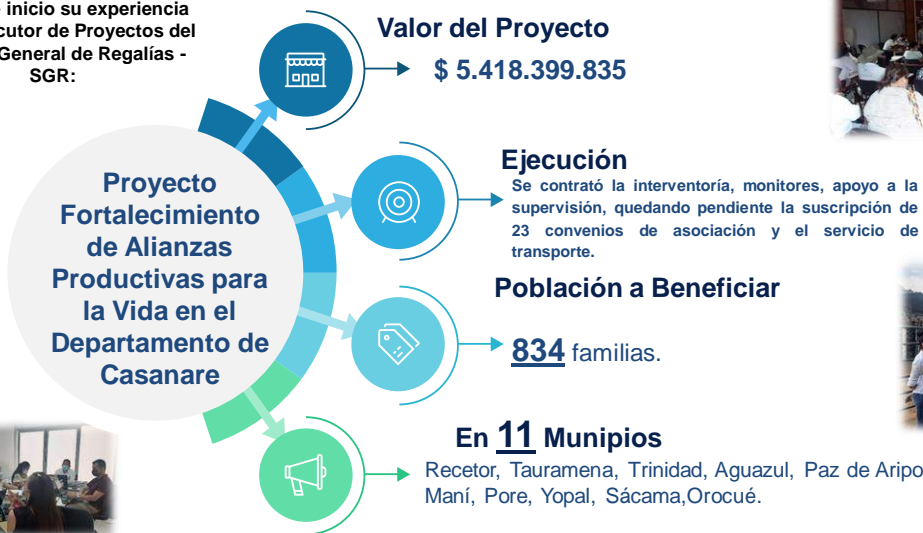 inicio su experiencia
cutor de Proyectos del
General de Regalías -
SGR:
Valor del Proyecto
$ 5.418.399.835
Proyecto
Fortalecimiento
de Alianzas
Productivas para
la Vida en el
Departamento de
Casanare
Ejecución
Se contrató la interventoría, monitores, apoyo a la
supervisión, quedando pendiente la suscripción de
23 convenios de asociación y el servicio de
transporte.
Población a Beneficiar
834 familias.
En 11 Munipios
Recetor, Tauramena, Trinidad, Aguazul, Paz de Aripo
Maní, Pore, Yopal, Sácama,Orocué.